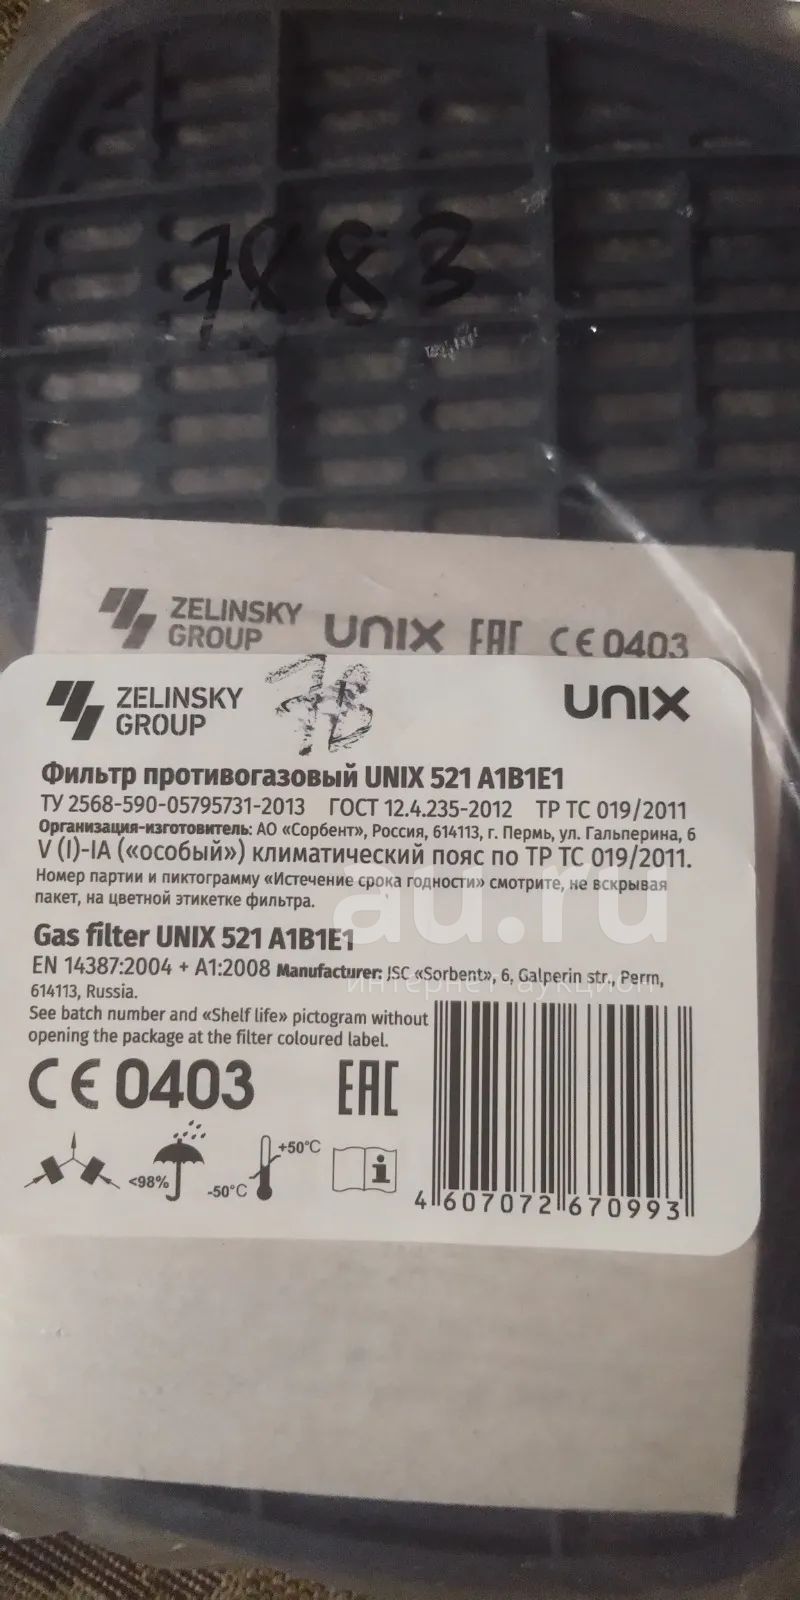 7883
ZELINSKY
GROUP
UNIX EAC CE 0403
ZELINSKY
GROUP
UNIX
Фильтр противогазовый UNIX 521 A1B1E1
ТУ 2568-590-05795731-2013 ГОСТ 12.4.235-2012 ТР ТС 019/2011
Организация-изготовитель: АО «Сорбент», Россия, 614113, г. Пермь, ул. Гальперина, 6
V (I)-IA («особый») климатический пояс по ТР ТС 019/2011.
Номер партии и пиктограмму «Истечение срока годности» смотрите, не вскрывая
пакет, на цветной этикетке фильтра.
au.ru
интернет аукцион
Gas filter UNIX 521 A1B1E1
EN 14387:2004 + A1:2008 Manufacturer: JSC «Sorbent», 6, Galperin str., Perm,
614113, Russia.
See batch number and «Shelf life» pictogram without
opening the package at the filter coloured label.
CE 0403 EAC
<98% -50°C +50°C i
4 607072 670993